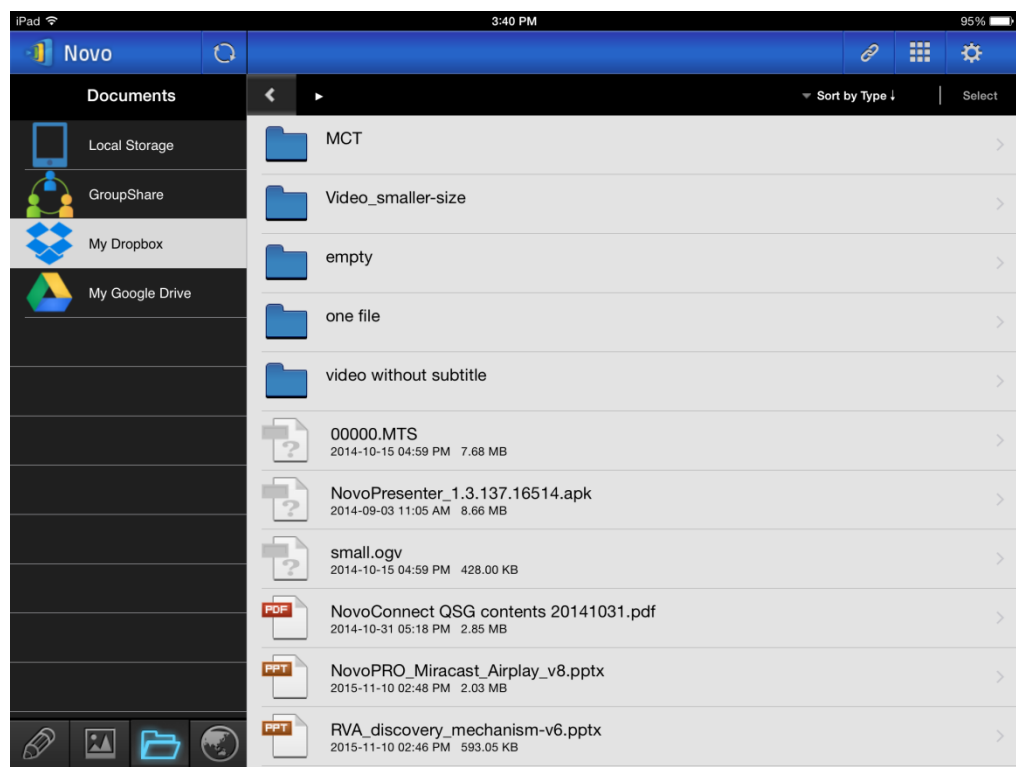 iPad 3:40 PM 95%
Novo
Documents Sort by Type ↓ Select
Local Storage
GroupShare
My Dropbox
My Google Drive
MCT
Video_smaller-size
empty
one file
video without subtitle
00000.MTS
2014-10-15 04:59 PM 7.68 MB
NovoPresenter_1.3.137.16514.apk
2014-09-03 11:05 AM 8.66 MB
small.ogv
2014-10-15 04:59 PM 428.00 KB
PDF NovoConnect QSG contents 20141031.pdf
2014-10-31 05:18 PM 2.85 MB
PPT NovoPRO_Miracast_Airplay_v8.pptx
2015-11-10 02:48 PM 2.03 MB
PPT RVA_discovery_mechanism-v6.pptx
2015-11-10 02:46 PM 593.05 KB